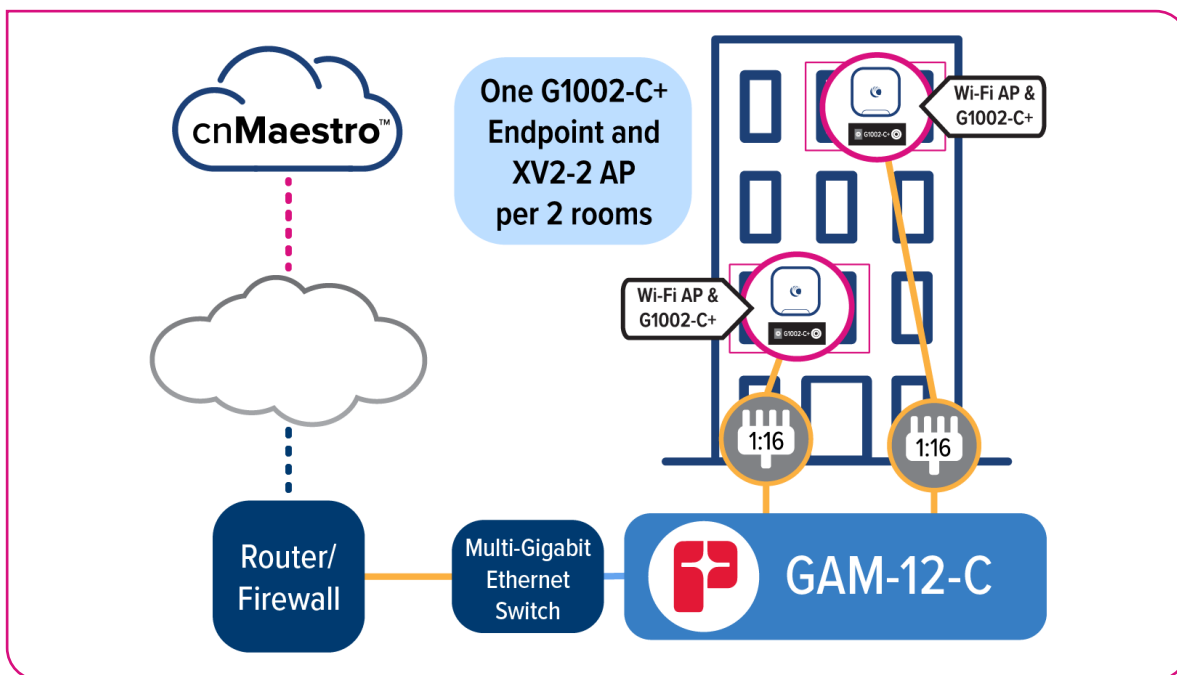 cnMaestro™
One G1002-C+
Endpoint and
XV2-2 AP
per 2 rooms
Wi-Fi AP &
G1002-C+
G1002-C+
Wi-Fi AP &
G1002-C+
G1002-C+
1:16
1:16
Router/
Firewall
Multi-Gigabit
Ethernet
Switch
GAM-12-C